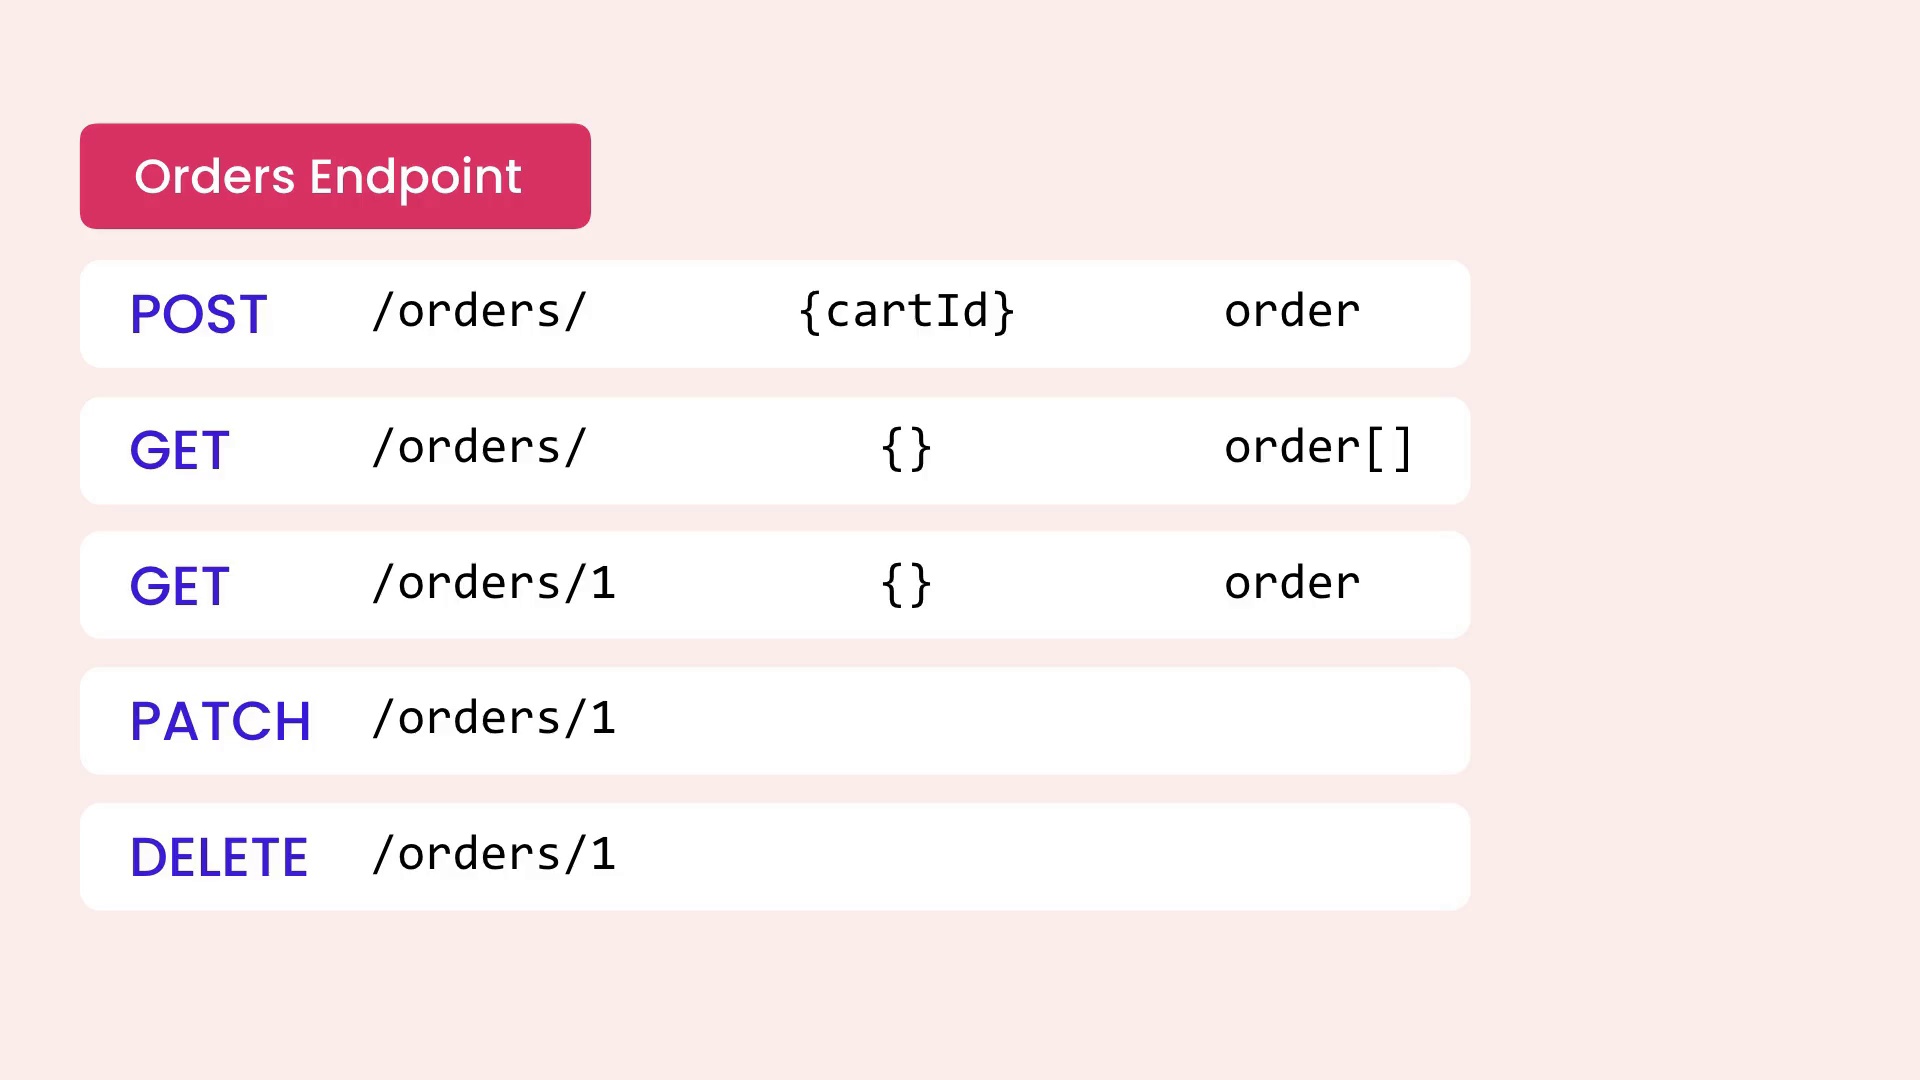 Orders Endpoint
POST /orders/ {cartId} order
GET /orders/ {} order[]
GET /orders/1 {} order
PATCH /orders/1
DELETE /orders/1